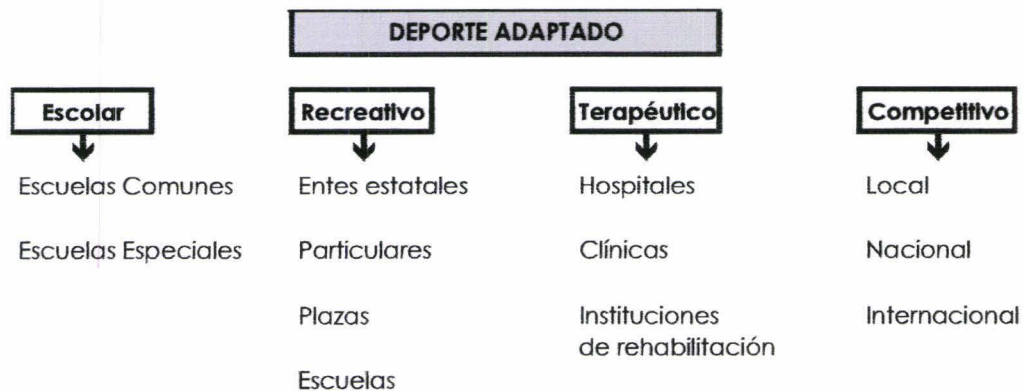 DEPORTE ADAPTADO
Escolar
Escuelas Comunes
Escuelas Especiales
Recreativo
Entes estatales
Particulares
Plazas
Escuelas
Terapéutico
Hospitales
Clínicas
Instituciones
de rehabilitación
Competitivo
Local
Nacional
Internacional